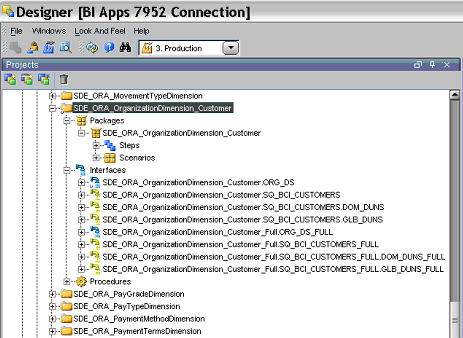 Designer [BI Apps 7952 Connection]
File Windows Look And Feel Help
3. Production
Projects
SDE_ORA_MovementTypeDimension
SDE_ORA_OrganizationDimension_Customer
Packages
SDE_ORA_OrganizationDimension_Customer
Steps
Scenarios
Interfaces
SDE_ORA_OrganizationDimension_Customer.ORG_DS
SDE_ORA_OrganizationDimension_Customer.SQ_BCI_CUSTOMERS
SDE_ORA_OrganizationDimension_Customer.SQ_BCI_CUSTOMERS.DOM_DUNS
SDE_ORA_OrganizationDimension_Customer.SQ_BCI_CUSTOMERS.GLB_DUNS
SDE_ORA_OrganizationDimension_Customer_Full.ORG_DS_FULL
SDE_ORA_OrganizationDimension_Customer_Full.SQ_BCI_CUSTOMERS_FULL
SDE_ORA_OrganizationDimension_Customer_Full.SQ_BCI_CUSTOMERS_FULL.DOM_DUNS_FULL
SDE_ORA_OrganizationDimension_Customer_Full.SQ_BCI_CUSTOMERS_FULL.GLB_DUNS_FULL
Procedures
SDE_ORA_PayGradeDimension
SDE_ORA_PayTypeDimension
SDE_ORA_PaymentMethodDimension
SDE_ORA_PaymentTermsDimension